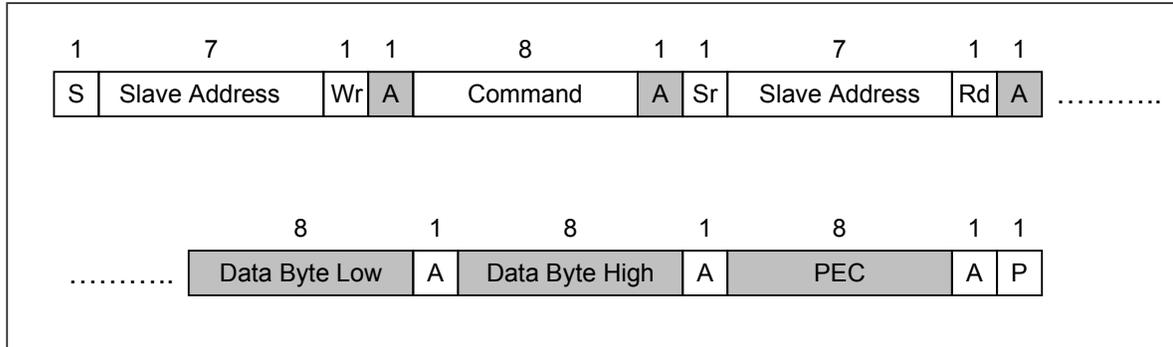 1 7 1 1 8 1 1 7 1 1
S Slave Address Wr A Command A Sr Slave Address Rd A ...........
8 1 8 1 8 1 1
........... Data Byte Low A Data Byte High A PEC A P